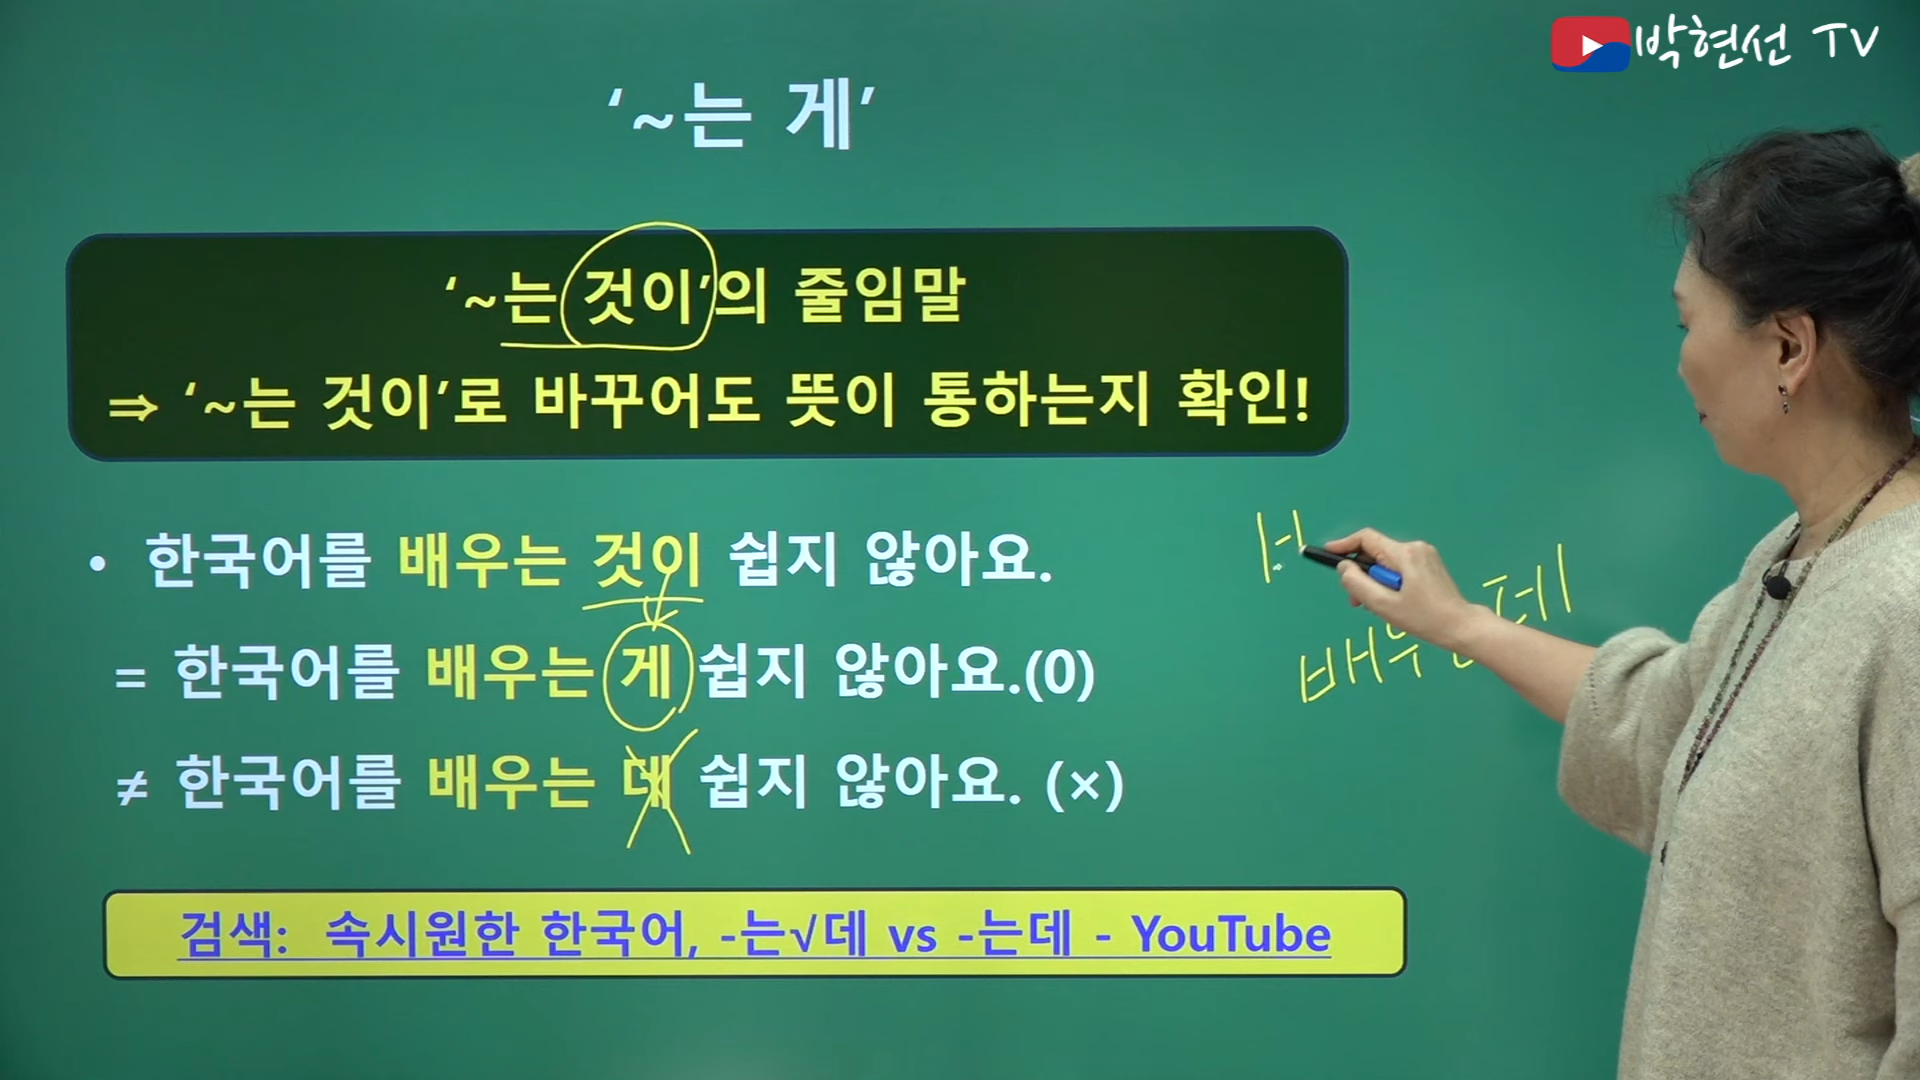 박현선 TV
‘~는 게’
‘~는 것이’의 줄임말
⇒ ‘~는 것이’로 바꾸어도 뜻이 통하는지 확인!
• 한국어를 배우는 것이 쉽지 않아요.
= 한국어를 배우는 게 쉽지 않아요.(0)
≠ 한국어를 배우는 데 쉽지 않아요. (×)
배우는데
검색: 속시원한 한국어, -는√데 vs -는데 - YouTube